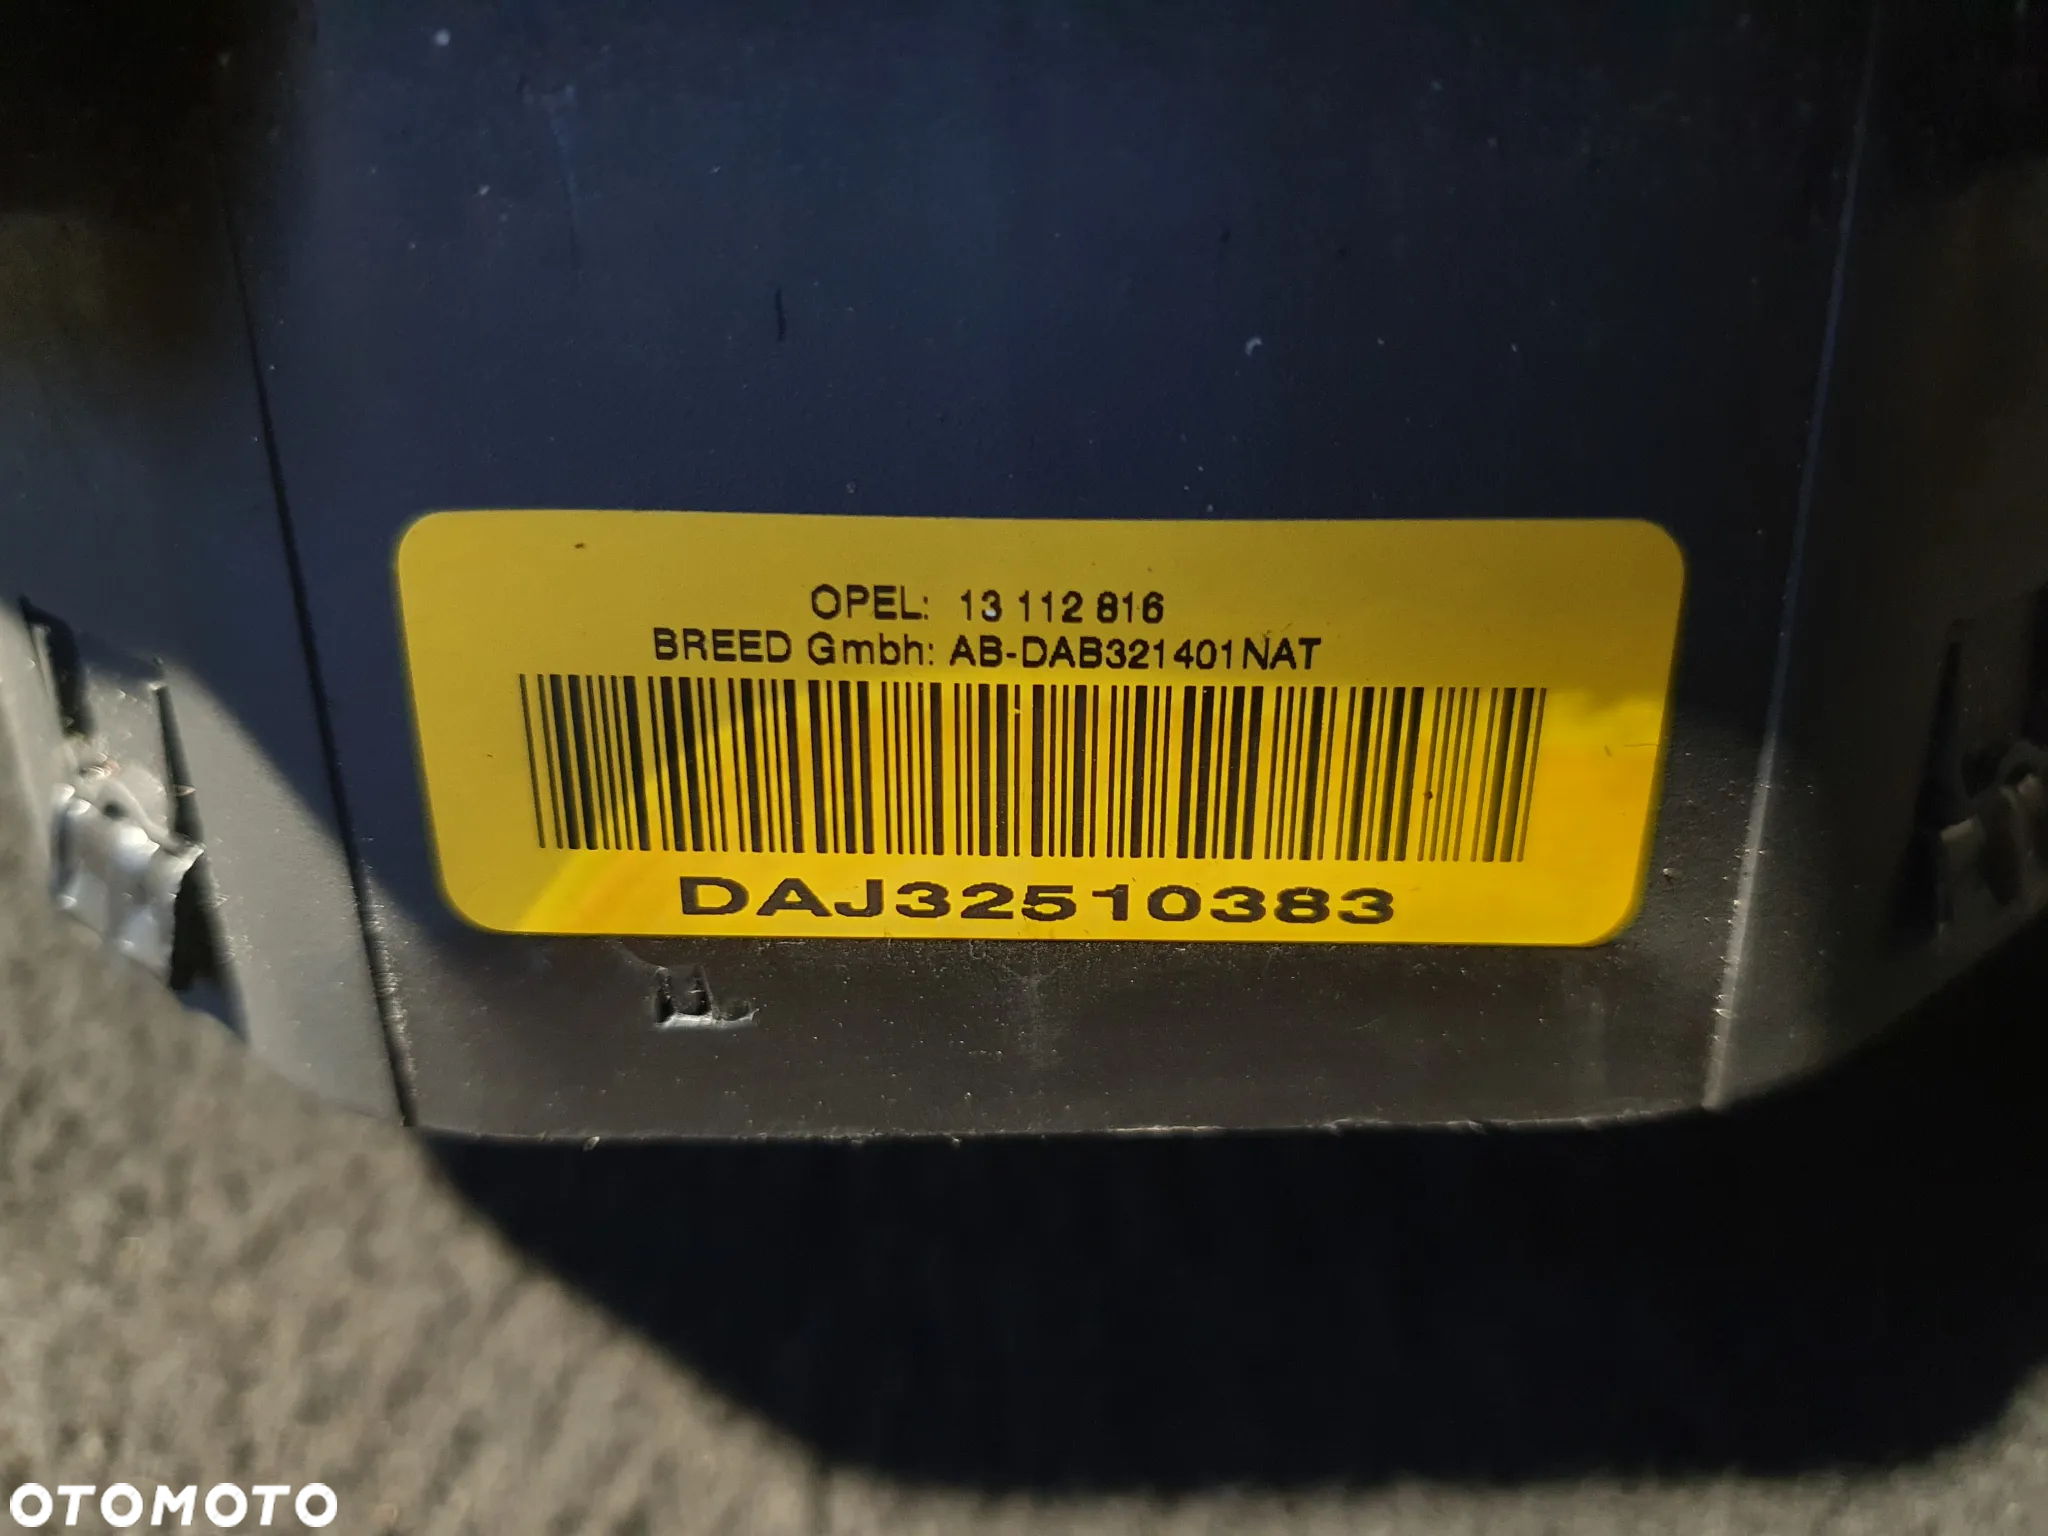 OPEL: 13 112 816
BREED Gmbh: AB-DAB321401NAT
DAJ32510383
OTOMOTO